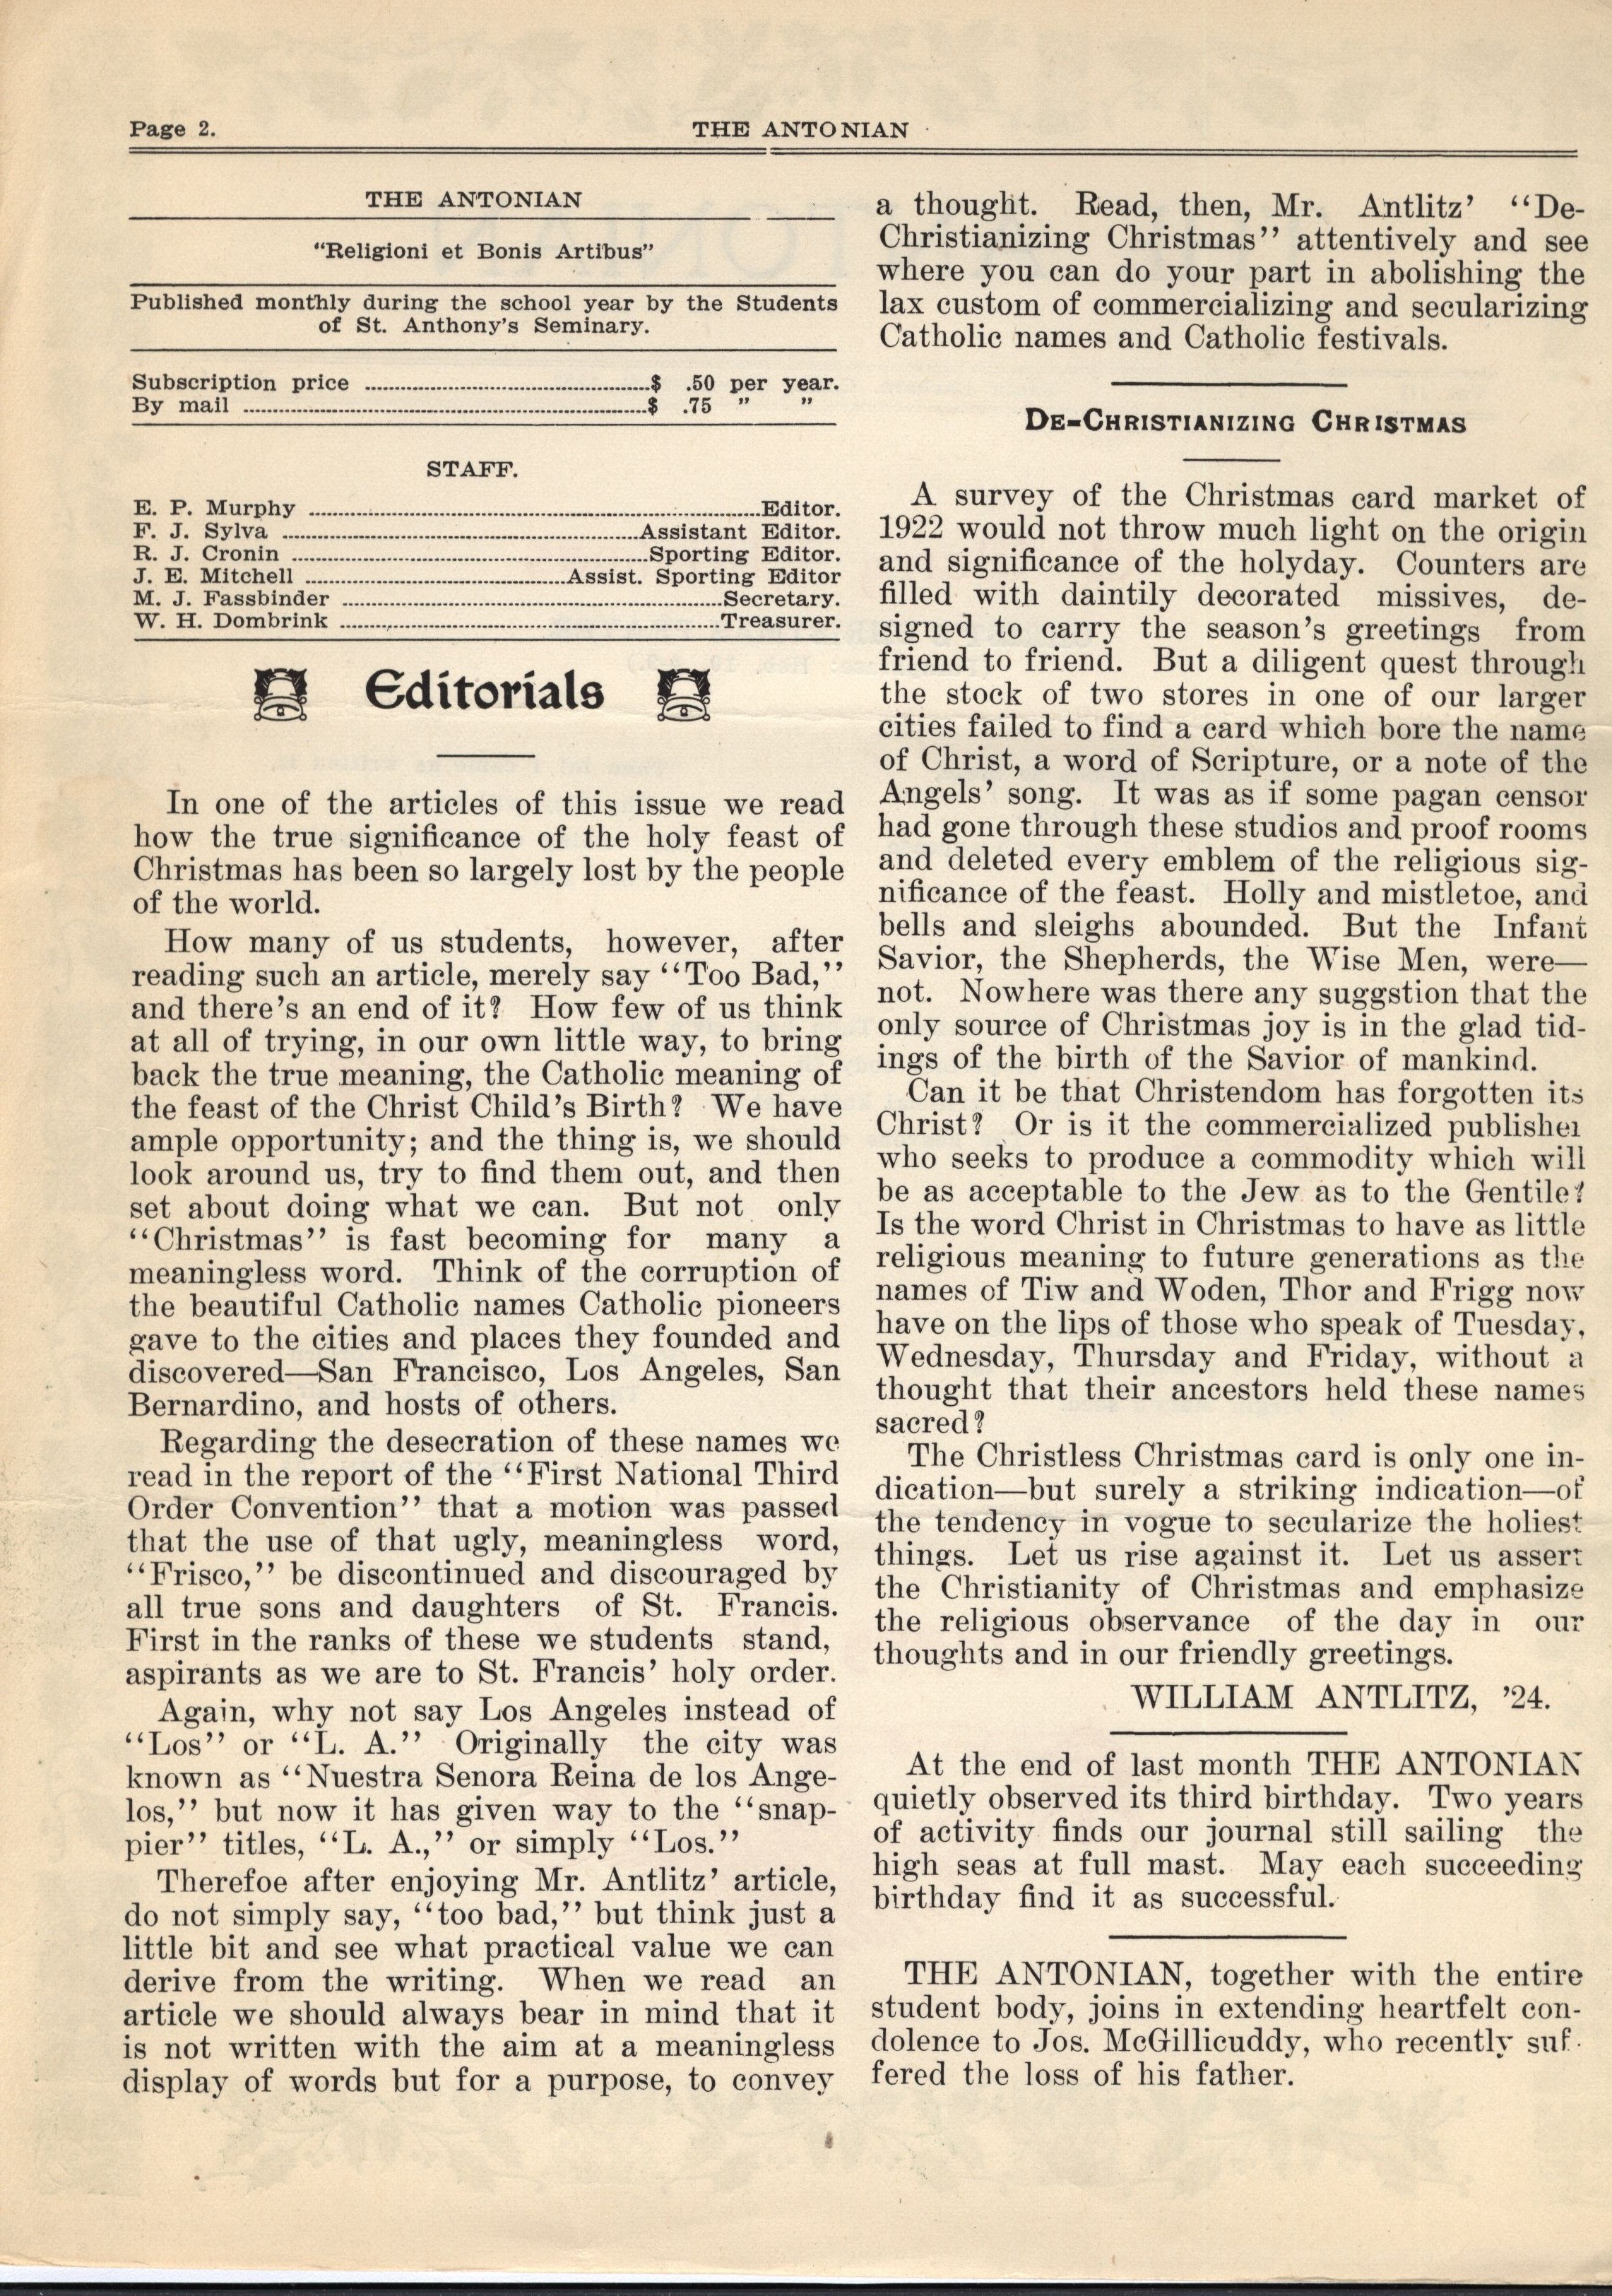 Page 2.
THE ANTONIAN
THE ANTONIAN
"Religioni et Bonis Artibus"
Published monthly during the school year by the Students
of St. Anthony's Seminary.
Subscription price ........................ $ .50 per year.
By mail ........................ $ .75 " "
STAFF.
E. P. Murphy ........................ Editor.
F. J. Sylva ........................ Assistant Editor.
R. J. Cronin ........................ Sporting Editor.
J. E. Mitchell ........................ Assist. Sporting Editor
M. J. Fassbinder ........................ Secretary.
W. H. Dombrink ........................ Treasurer.
Editorials
In one of the articles of this issue we read
how the true significance of the holy feast of
Christmas has been so largely lost by the people
of the world.
How many of us students, however, after
reading such an article, merely say "Too Bad,"
and there's an end of it? How few of us think
at all of trying, in our own little way, to bring
back the true meaning, the Catholic meaning of
the feast of the Christ Child's Birth? We have
ample opportunity; and the thing is, we should
look around us, try to find them out, and then
set about doing what we can. But not only
"Christmas" is fast becoming for many a
meaningless word. Think of the corruption of
the beautiful Catholic names Catholic pioneers
gave to the cities and places they founded and
discovered—San Francisco, Los Angeles, San
Bernardino, and hosts of others.
Regarding the desecration of these names we
read in the report of the "First National Third
Order Convention" that a motion was passed
that the use of that ugly, meaningless word,
"Frisco," be discontinued and discouraged by
all true sons and daughters of St. Francis.
First in the ranks of these we students stand,
aspirants as we are to St. Francis' holy order.
Again, why not say Los Angeles instead of
"Los" or "L. A." Originally the city was
known as "Nuestra Senora Reina de los Ange-
los," but now it has given way to the "snap-
pier" titles, "L. A.," or simply "Los."
Therefoe after enjoying Mr. Antlitz' article,
do not simply say, "too bad," but think just a
little bit and see what practical value we can
derive from the writing. When we read an
article we should always bear in mind that it
is not written with the aim at a meaningless
display of words but for a purpose, to convey
a thought. Read, then, Mr. Antlitz' "De-
Christianizing Christmas" attentively and see
where you can do your part in abolishing the
lax custom of commercializing and secularizing
Catholic names and Catholic festivals.
DE-CHRISTIANIZING CHRISTMAS
A survey of the Christmas card market of
1922 would not throw much light on the origin
and significance of the holyday. Counters are
filled with daintily decorated missives, de-
signed to carry the season's greetings from
friend to friend. But a diligent quest through
the stock of two stores in one of our larger
cities failed to find a card which bore the name
of Christ, a word of Scripture, or a note of the
Angels' song. It was as if some pagan censor
had gone through these studios and proof rooms
and deleted every emblem of the religious sig-
nificance of the feast. Holly and mistletoe, and
bells and sleighs abounded. But the Infant
Savior, the Shepherds, the Wise Men, were—
not. Nowhere was there any suggstion that the
only source of Christmas joy is in the glad tid-
ings of the birth of the Savior of mankind.
Can it be that Christendom has forgotten its
Christ? Or is it the commercialized publisher
who seeks to produce a commodity which will
be as acceptable to the Jew as to the Gentile?
Is the word Christ in Christmas to have as little
religious meaning to future generations as the
names of Tiw and Woden, Thor and Frigg now
have on the lips of those who speak of Tuesday,
Wednesday, Thursday and Friday, without a
thought that their ancestors held these names
sacred?
The Christless Christmas card is only one in-
dication—but surely a striking indication—of
the tendency in vogue to secularize the holiest
things. Let us rise against it. Let us assert
the Christianity of Christmas and emphasize
the religious observance of the day in our
thoughts and in our friendly greetings.
WILLIAM ANTLITZ, '24.
At the end of last month THE ANTONIAN
quietly observed its third birthday. Two years
of activity finds our journal still sailing the
high seas at full mast. May each succeeding
birthday find it as successful.
THE ANTONIAN, together with the entire
student body, joins in extending heartfelt con-
dolence to Jos. McGillicuddy, who recently suf-
fered the loss of his father.